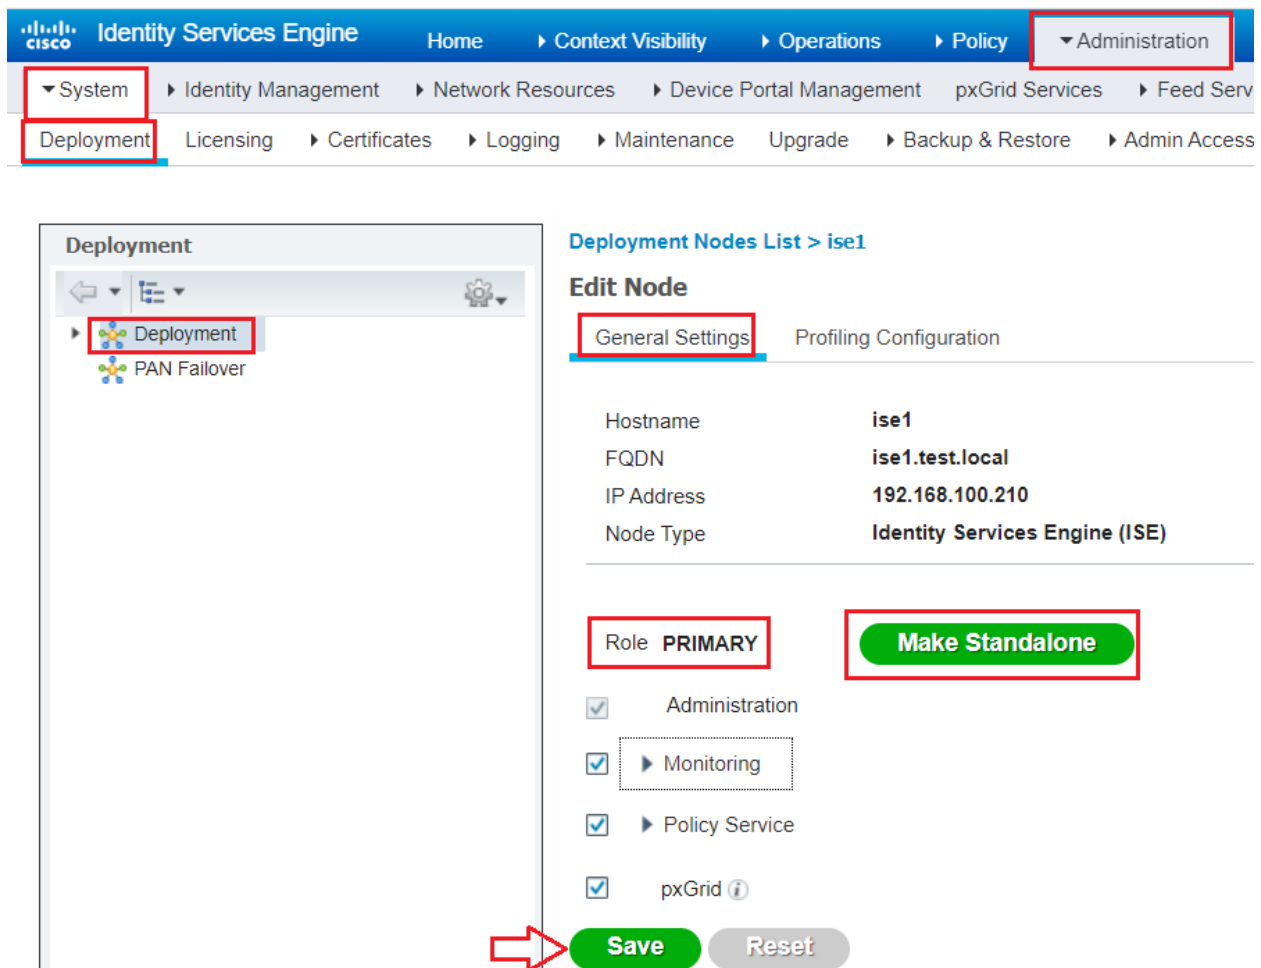 CISCO Identity Services Engine Home Context Visibility Operations Policy Administration
System Identity Management Network Resources Device Portal Management pxGrid Services Feed Serv
Deployment Licensing Certificates Logging Maintenance Upgrade Backup & Restore Admin Access
Deployment
Deployment
PAN Failover
Deployment Nodes List > ise1
Edit Node
General Settings Profiling Configuration
Hostname ise1
FQDN ise1.test.local
IP Address 192.168.100.210
Node Type Identity Services Engine (ISE)
Role PRIMARY Make Standalone
Administration
Monitoring
Policy Service
pxGrid i
Save Reset